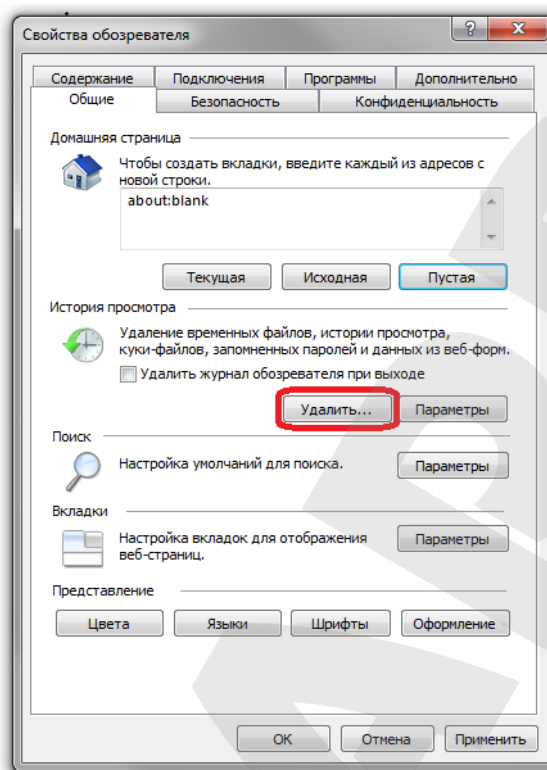 Свойства обозревателя
Содержание Подключения Программы Дополнительно
Общие Безопасность Конфиденциальность
Домашняя страница
Чтобы создать вкладки, введите каждый из адресов с
новой строки.
about:blank
Текущая Исходная Пустая
История просмотра
Удаление временных файлов, истории просмотра,
куки-файлов, запомненных паролей и данных из веб-форм.
Удалить журнал обозревателя при выходе
Удалить... Параметры
Поиск
Настройка умолчаний для поиска. Параметры
Вкладки
Настройка вкладок для отображения
веб-страниц.
Параметры
Представление
Цвета Языки Шрифты Оформление
ОК Отмена Применить